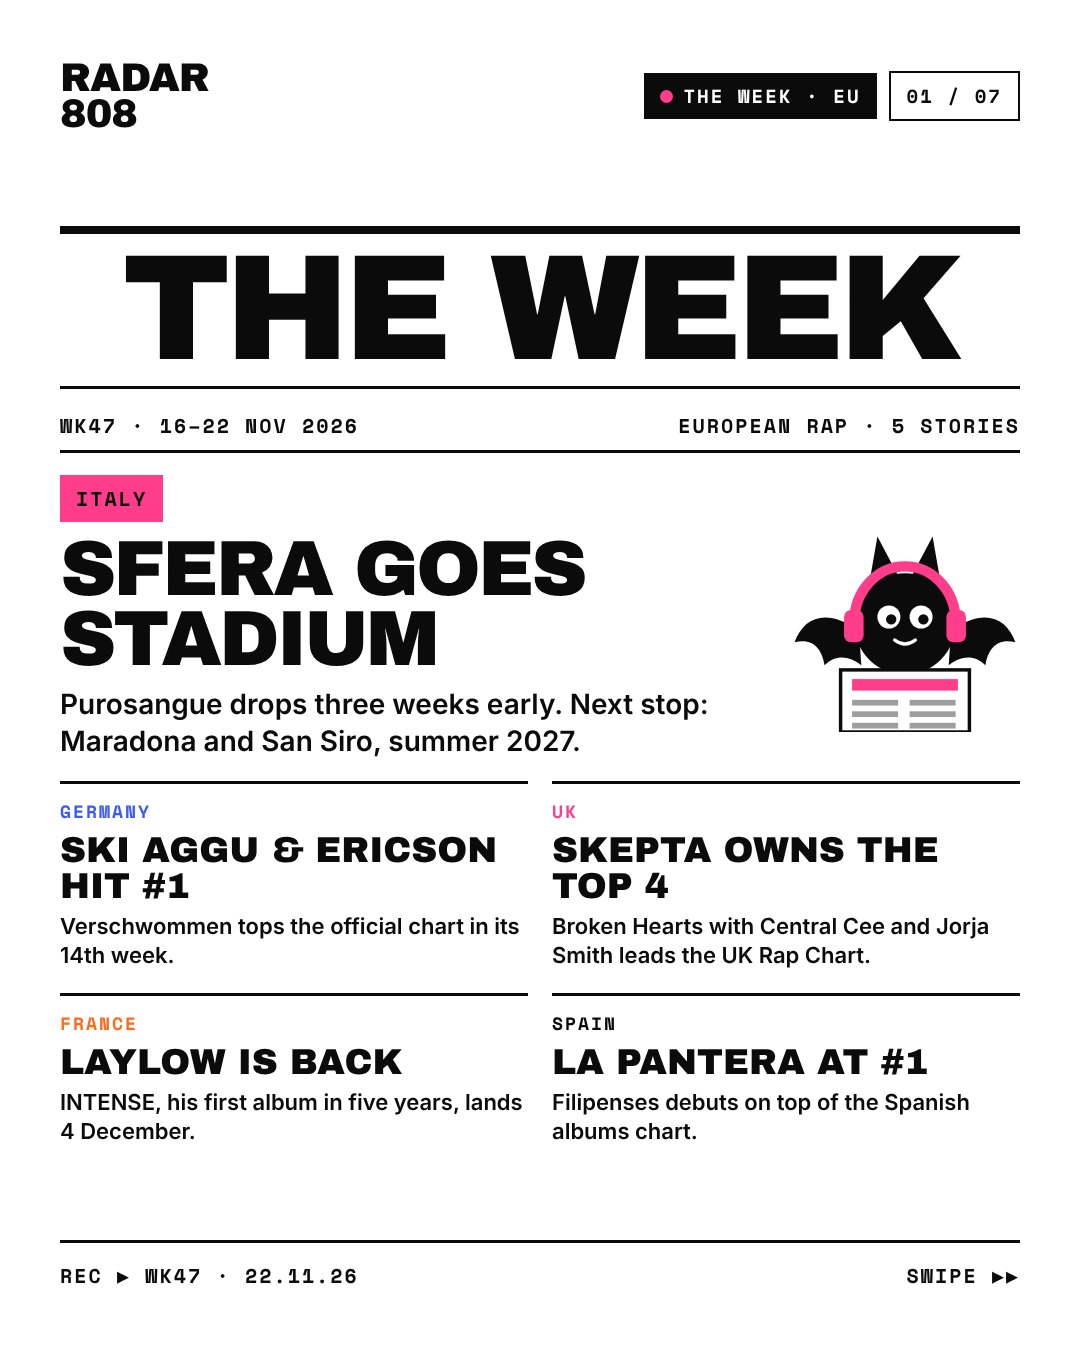 RADAR
808
THE WEEK · EU
01 / 07
THE WEEK
WK47 · 16–22 NOV 2026
EUROPEAN RAP · 5 STORIES
ITALY
SFERA GOES
STADIUM
Purosangue drops three weeks early. Next stop:
Maradona and San Siro, summer 2027.
GERMANY
SKI AGGU & ERICSON
HIT #1
Verschwommen tops the official chart in its
14th week.
UK
SKEPTA OWNS THE
TOP 4
Broken Hearts with Central Cee and Jorja
Smith leads the UK Rap Chart.
FRANCE
LAYLOW IS BACK
INTENSE, his first album in five years, lands
4 December.
SPAIN
LA PANTERA AT #1
Filipenses debuts on top of the Spanish
albums chart.
REC ▶ WK47 · 22.11.26
SWIPE ▶▶